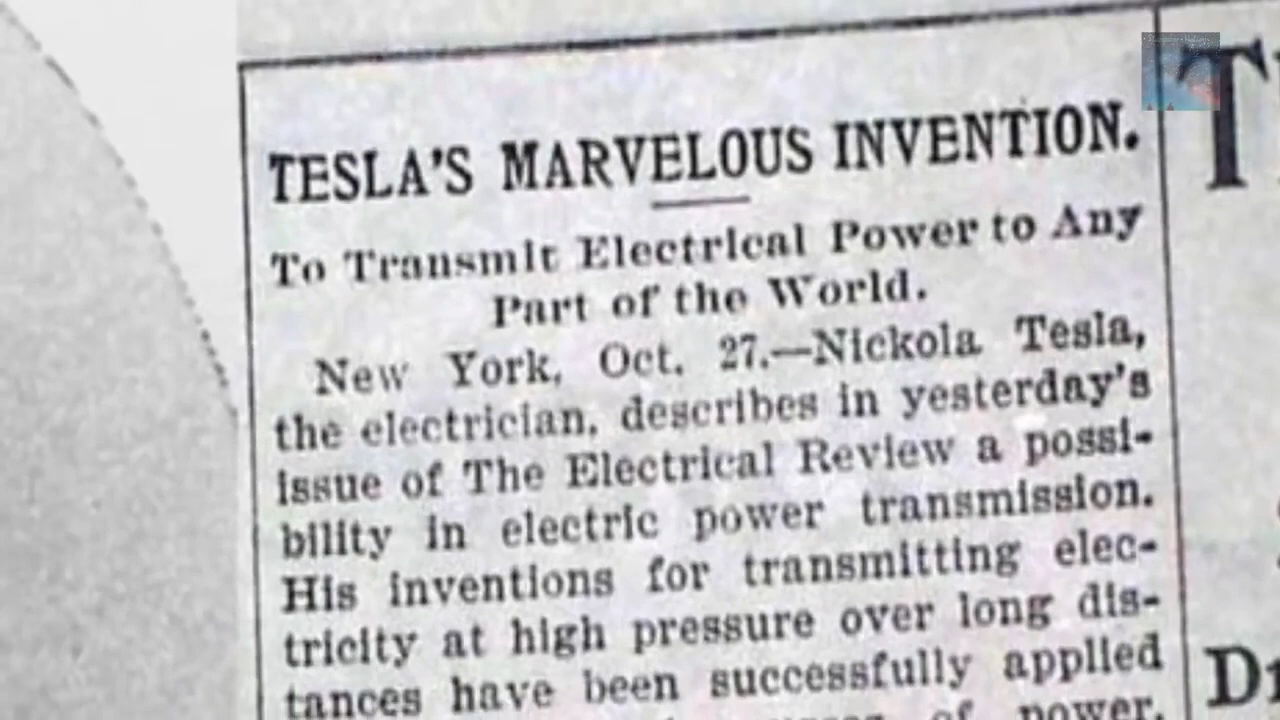 TESLA'S MARVELOUS INVENTION.
To Transmit Electrical Power to Any
Part of the World.
New York, Oct. 27.—Nickola Tesla,
the electrician, describes in yesterday's
issue of The Electrical Review a possi-
bility in electric power transmission.
His inventions for transmitting elec-
tricity at high pressure over long dis-
tances have been successfully applied
of power.